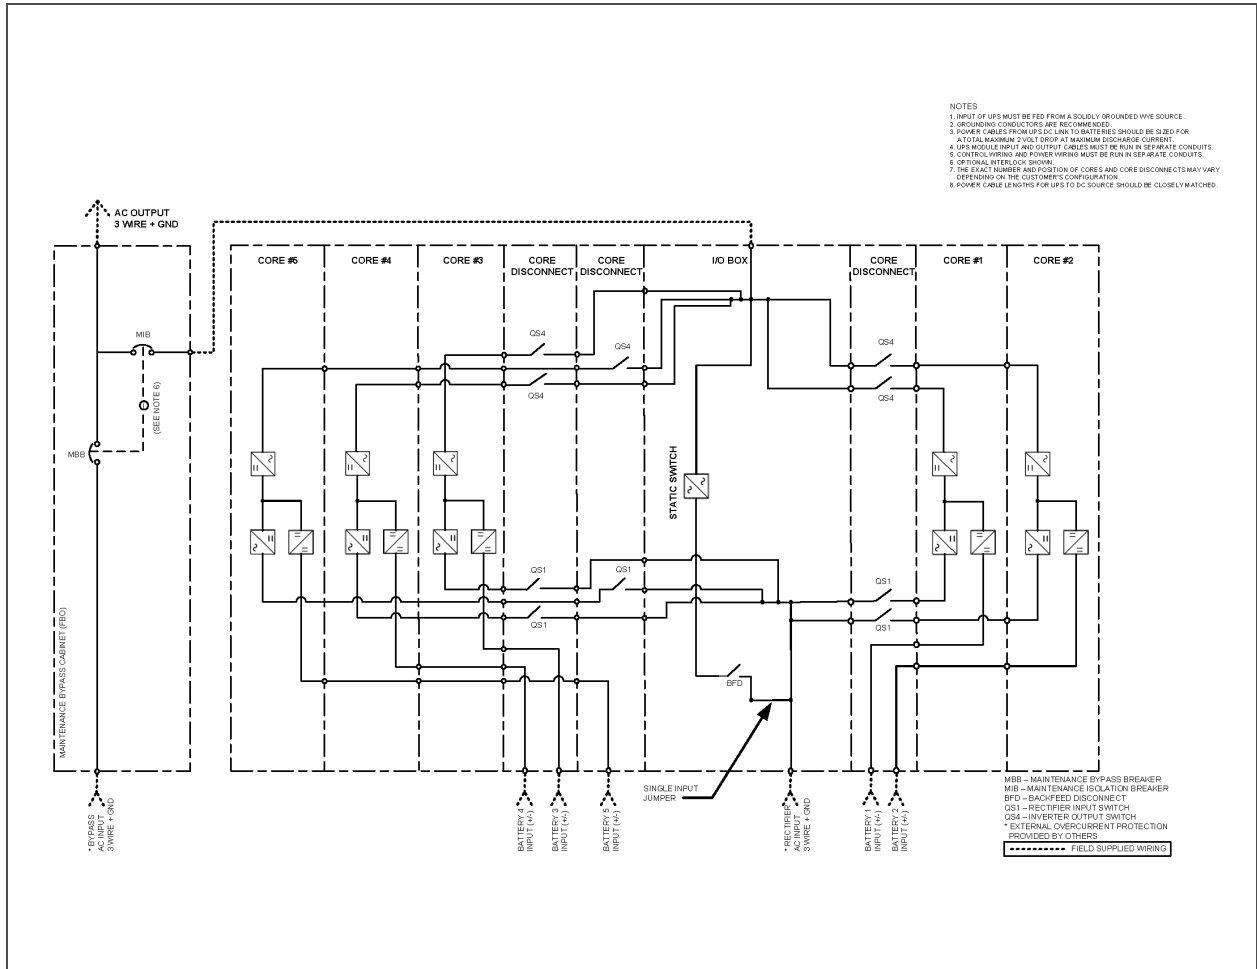 NOTES
1. INPUT OF UPS MUST BE FED FROM A SOLIDLY GROUNDED WYE SOURCE.
2. GROUNDING CONDUCTORS ARE RECOMMENDED.
3. POWER CABLES FROM UPS DC LINK TO BATTERIES SHOULD BE SIZED FOR
A TOTAL MAXIMUM 2 VOLT DROP AT MAXIMUM DISCHARGE CURRENT.
4. UPS MODULE INPUT AND OUTPUT CABLES MUST BE RUN IN SEPARATE CONDUITS.
5. CONTROL WIRING AND POWER WIRING MUST BE RUN IN SEPARATE CONDUITS.
6. OPTIONAL INTERLOCK SHOWN.
7. THE EXACT NUMBER AND POSITION OF CORES AND CORE DISCONNECTS MAY VARY
DEPENDING ON THE CUSTOMER'S CONFIGURATION.
8. POWER CABLE LENGTHS FOR UPS TO DC SOURCE SHOULD BE CLOSELY MATCHED.
AC OUTPUT
3 WIRE + GND
CORE #5
CORE #4
CORE #3
CORE
DISCONNECT
CORE
DISCONNECT
I/O BOX
CORE
DISCONNECT
CORE #1
CORE #2
MIB
(SEE NOTE 6)
MBB
QS4
QS4
QS4
QS4
QS4
STATIC SWITCH
QS1
QS1
QS1
QS1
QS1
BFD
MAINTENANCE BYPASS CABINET (FBO)
SINGLE INPUT
JUMPER
* BYPASS
AC INPUT
3 WIRE + GND
BATTERY 4
INPUT (+/-)
BATTERY 3
INPUT (+/-)
BATTERY 5
INPUT (+/-)
* RECTIFIER
AC INPUT
3 WIRE + GND
BATTERY 1
INPUT (+/-)
BATTERY 2
INPUT (+/-)
MBB – MAINTENANCE BYPASS BREAKER
MIB – MAINTENANCE ISOLATION BREAKER
BFD – BACKFEED DISCONNECT
QS1 – RECTIFIER INPUT SWITCH
QS4 – INVERTER OUTPUT SWITCH
* EXTERNAL OVERCURRENT PROTECTION
PROVIDED BY OTHERS
FIELD SUPPLIED WIRING